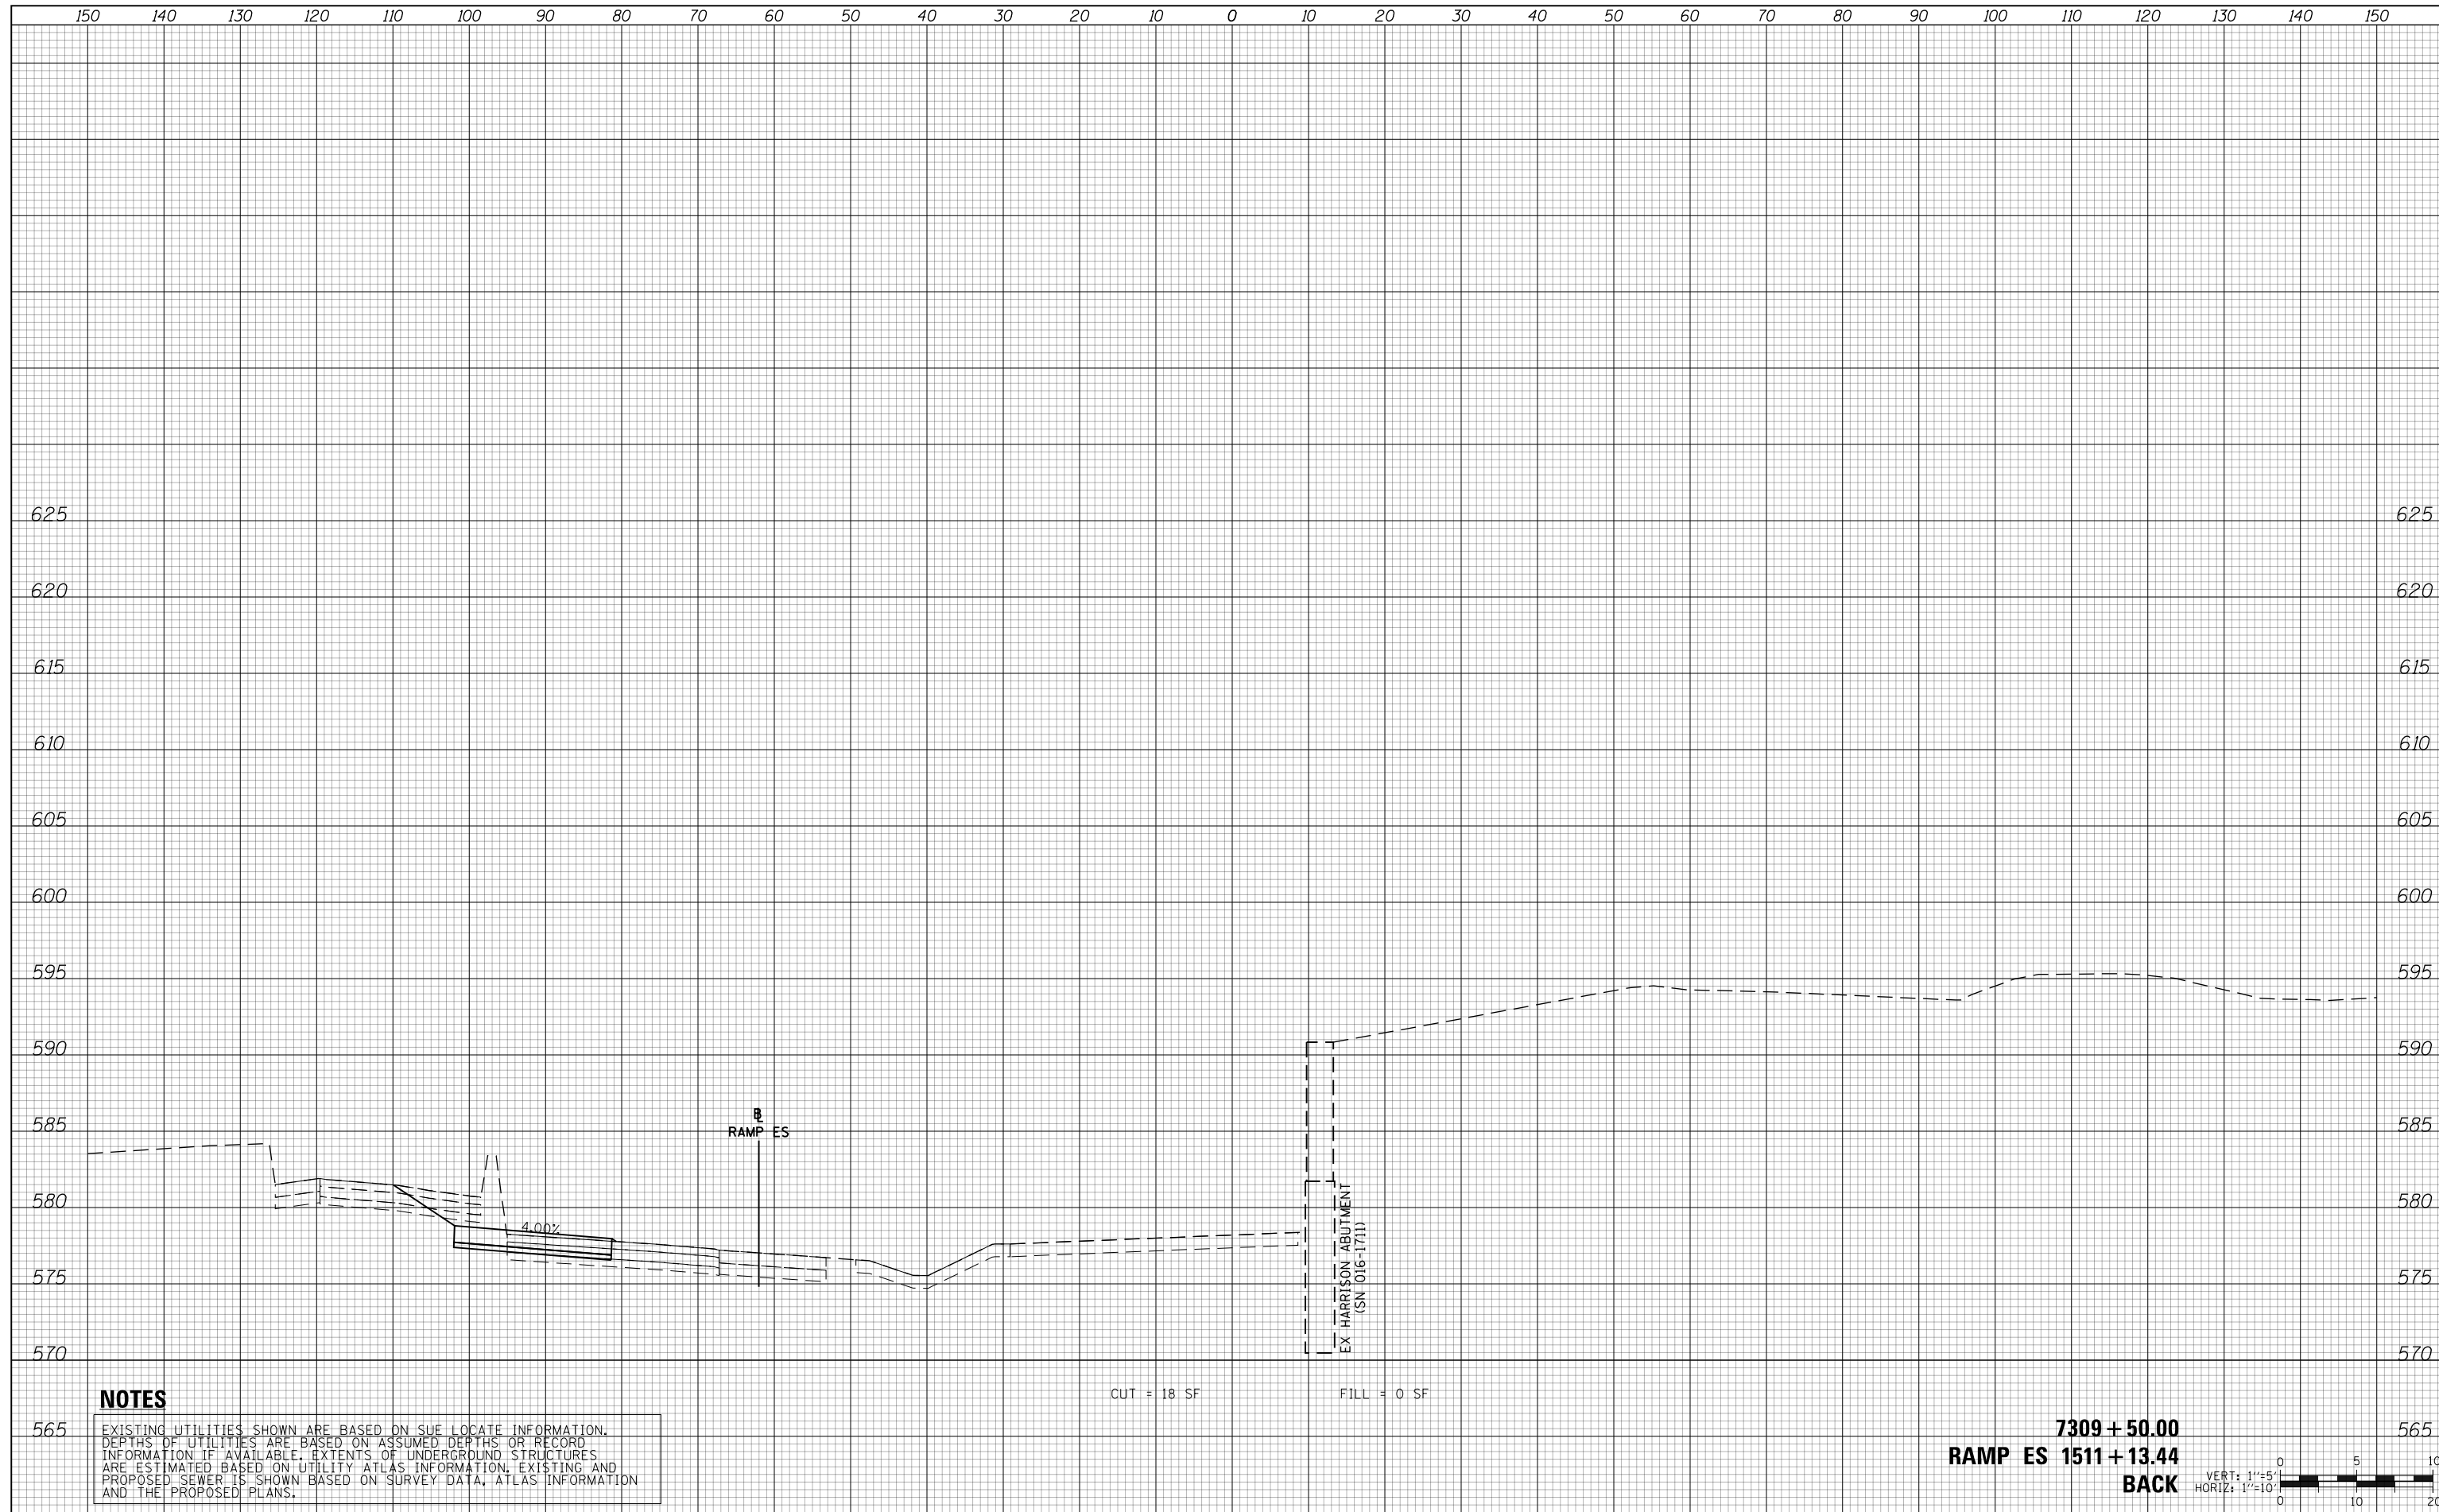 150 140 130 120 110 100 90 80 70 60 50 40 30 20 10 0 10 20 30 40 50 60 70 80 90 100 110 120 130 140 150
625 625
620 620
615 615
610 610
605 605
600 600
595 595
590 590
585 585
580 580
575 575
570 570
565 565
BL
RAMP ES
4.00%
EX HARRISON ABUTMENT
(SN 016-1711)
CUT = 18 SF FILL = 0 SF
NOTES
EXISTING UTILITIES SHOWN ARE BASED ON SUE LOCATE INFORMATION.
DEPTHS OF UTILITIES ARE BASED ON ASSUMED DEPTHS OR RECORD
INFORMATION IF AVAILABLE. EXTENTS OF UNDERGROUND STRUCTURES
ARE ESTIMATED BASED ON UTILITY ATLAS INFORMATION. EXISTING AND
PROPOSED SEWER IS SHOWN BASED ON SURVEY DATA, ATLAS INFORMATION
AND THE PROPOSED PLANS.
7309+50.00
RAMP ES 1511+13.44
BACK
0 5 10
VERT: 1"=5'
HORIZ: 1"=10'
0 10 20